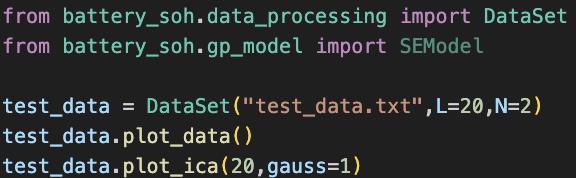 from battery_soh.data_processing import DataSet
from battery_soh.gp_model import SEModel
test_data = DataSet("test_data.txt",L=20,N=2)
test_data.plot_data()
test_data.plot_ica(20,gauss=1)